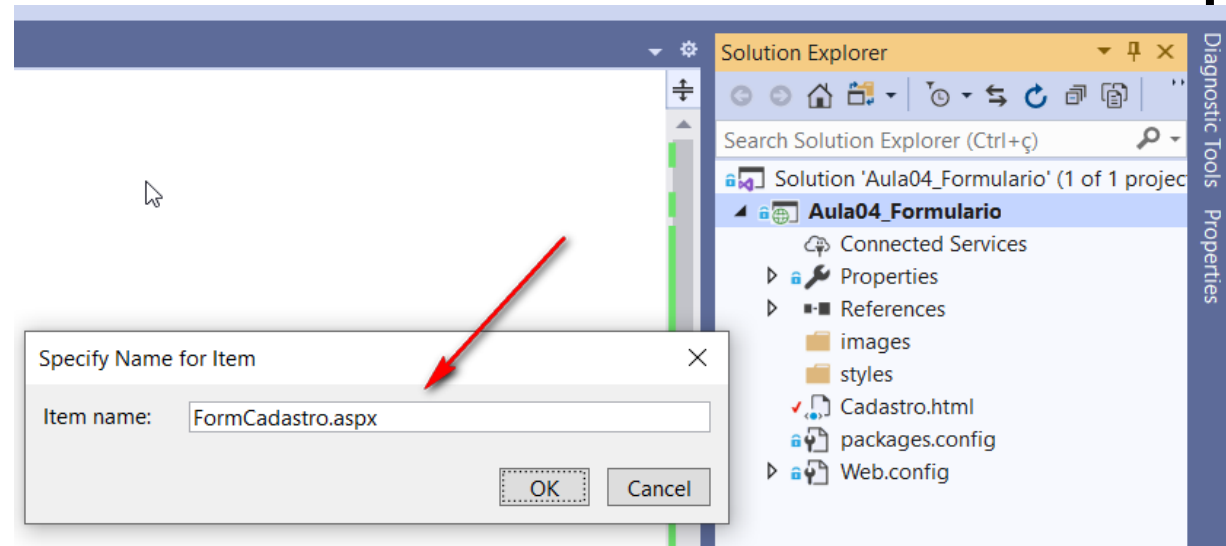 Solution Explorer
Search Solution Explorer (Ctrl+ç)
Solution 'Aula04_Formulario' (1 of 1 projec
Aula04_Formulario
Connected Services
Properties
References
images
styles
Cadastro.html
packages.config
Web.config
Specify Name for Item
Item name: FormCadastro.aspx
OK Cancel
Diagnostic Tools
Properties